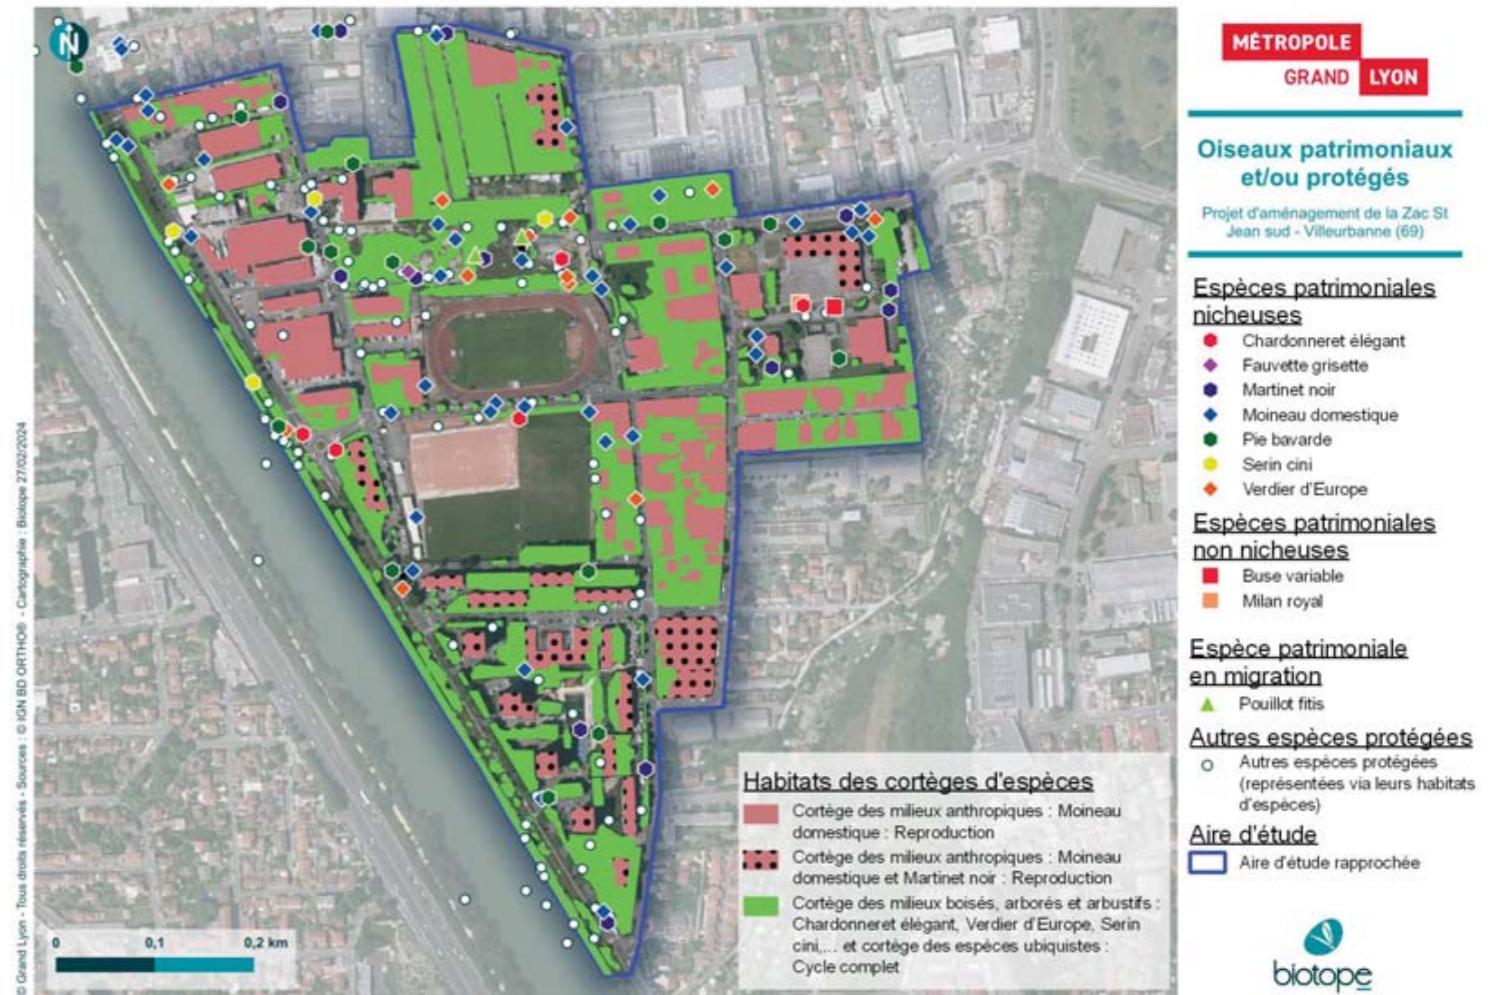 N
MÉTROPOLE
GRAND LYON
Oiseaux patrimoniaux
et/ou protégés
Projet d'aménagement de la Zac St
Jean sud - Villeurbanne (69)
Espèces patrimoniales
nicheuses
Chardonneret élégant
Fauvette grisette
Martinet noir
Moineau domestique
Pie bavarde
Serin cini
Verdier d'Europe
Espèces patrimoniales
non nicheuses
Buse variable
Milan royal
Espèce patrimoniale
en migration
Pouillot fitis
Autres espèces protégées
Autres espèces protégées
(représentées via leurs habitats
d'espèces)
Aire d'étude
Aire d'étude rapprochée
biotope
Habitats des cortèges d'espèces
Cortège des milieux anthropiques : Moineau
domestique : Reproduction
Cortège des milieux anthropiques : Moineau
domestique et Martinet noir : Reproduction
Cortège des milieux boisés, arborés et arbustifs :
Chardonneret élégant, Verdier d'Europe, Serin
cini,... et cortège des espèces ubiquistes :
Cycle complet
0 0,1 0,2 km
© Grand Lyon - Tous droits réservés - Sources : © IGN BD ORTHO® - Cartographie : Biotope 27/02/2024